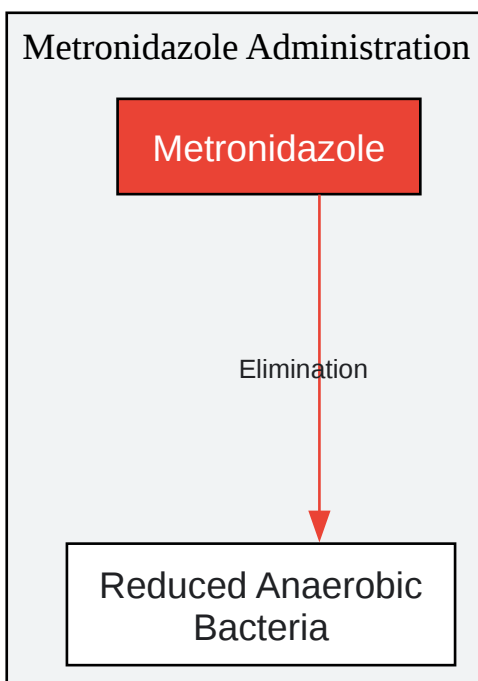 Metronidazole Administration
Metronidazole
Elimination
Reduced Anaerobic
Bacteria